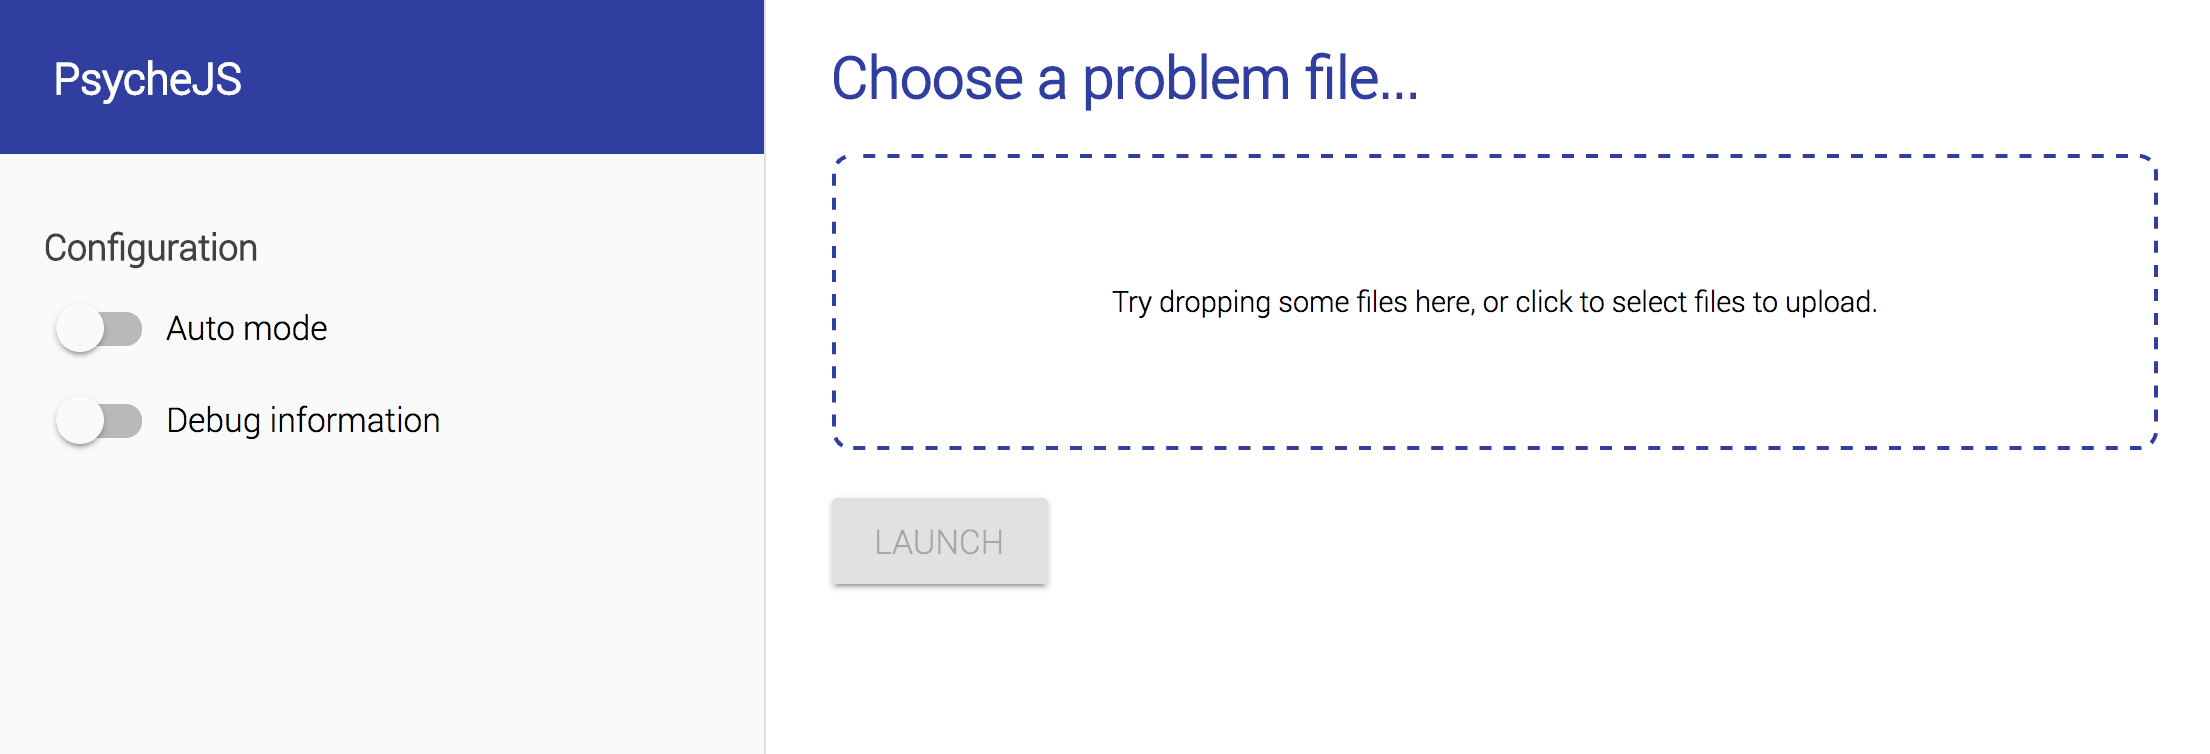 PsycheJS
Configuration
Auto mode
Debug information
Choose a problem file...
Try dropping some files here, or click to select files to upload.
LAUNCH